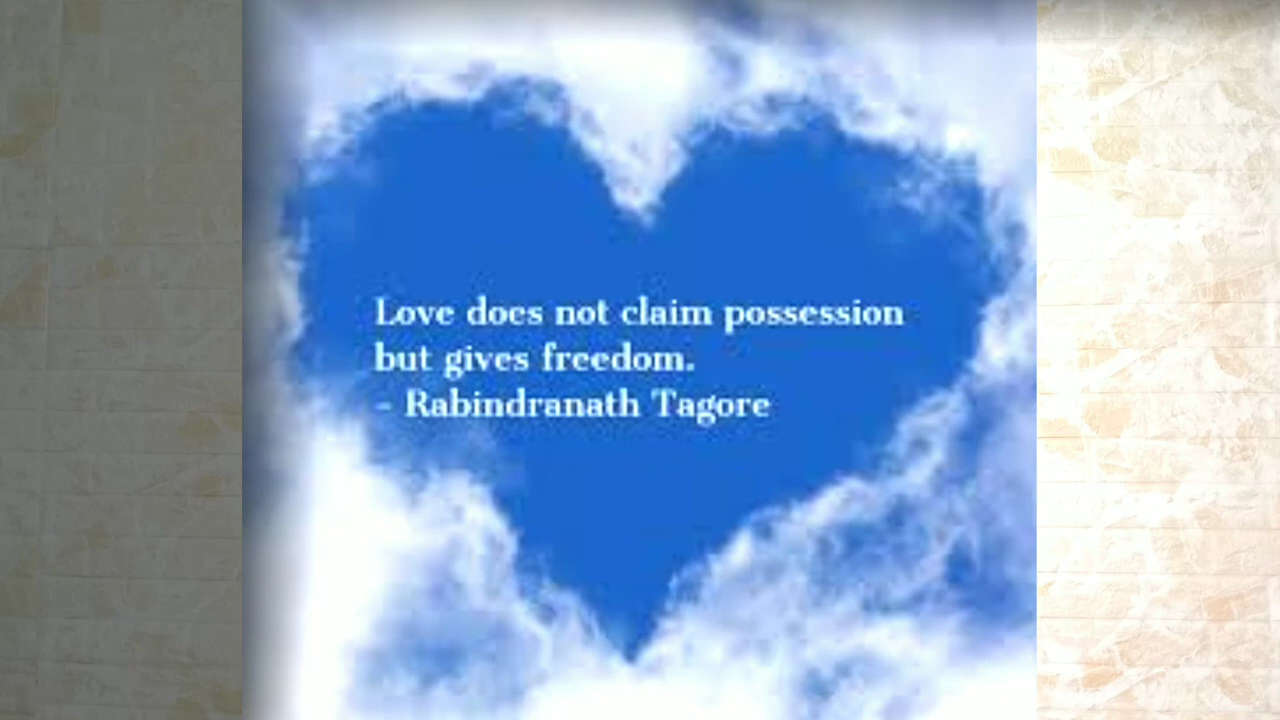 Love does not claim possession
but gives freedom.
- Rabindranath Tagore